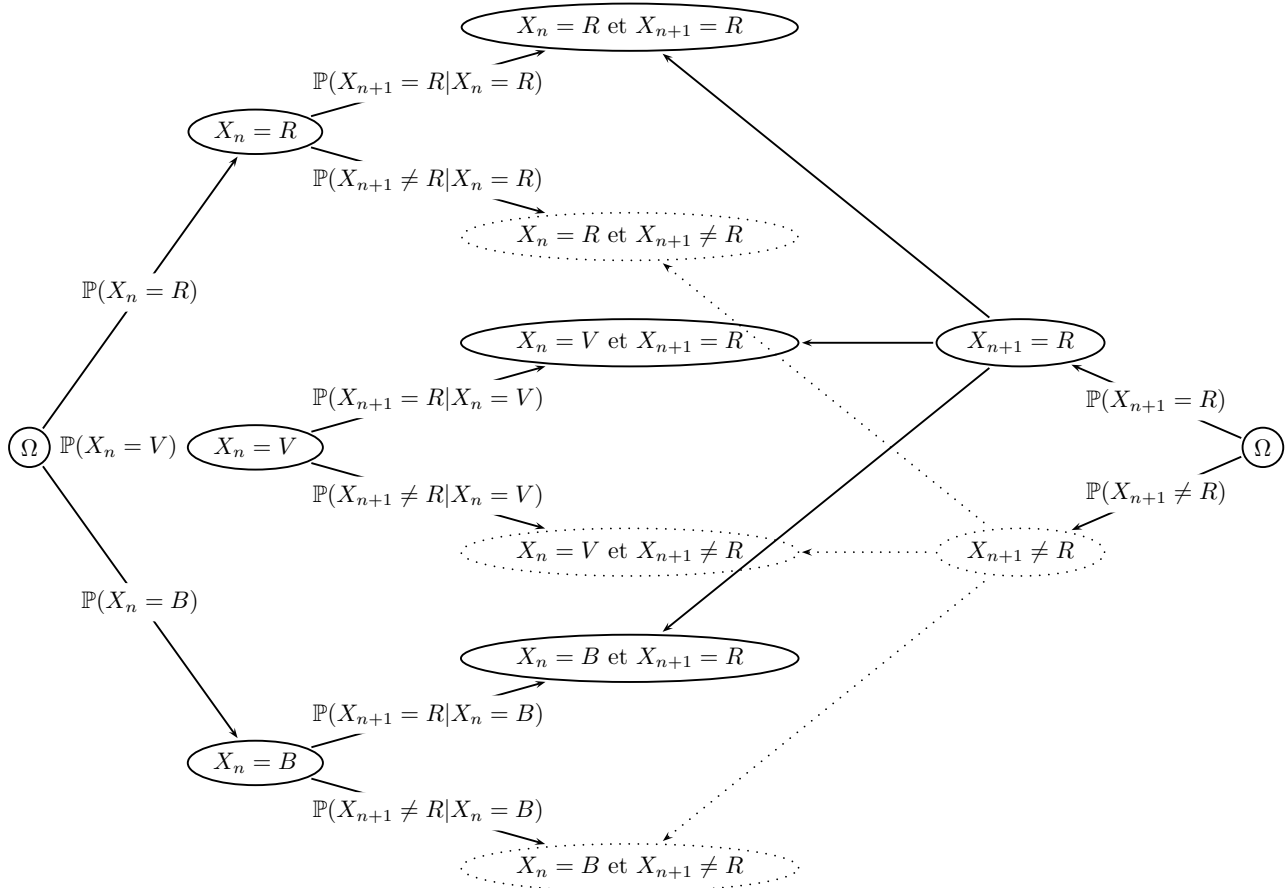 X_n = R et X_{n+1} = R
ℙ(X_{n+1} = R|X_n = R)
X_n = R
ℙ(X_{n+1} ≠ R|X_n = R)
X_n = R et X_{n+1} ≠ R
ℙ(X_n = R)
X_n = V et X_{n+1} = R
X_{n+1} = R
ℙ(X_{n+1} = R|X_n = V)
ℙ(X_{n+1} = R)
Ω
ℙ(X_n = V)
X_n = V
Ω
ℙ(X_{n+1} ≠ R|X_n = V)
ℙ(X_{n+1} ≠ R)
X_n = V et X_{n+1} ≠ R
X_{n+1} ≠ R
ℙ(X_n = B)
X_n = B et X_{n+1} = R
ℙ(X_{n+1} = R|X_n = B)
X_n = B
ℙ(X_{n+1} ≠ R|X_n = B)
X_n = B et X_{n+1} ≠ R